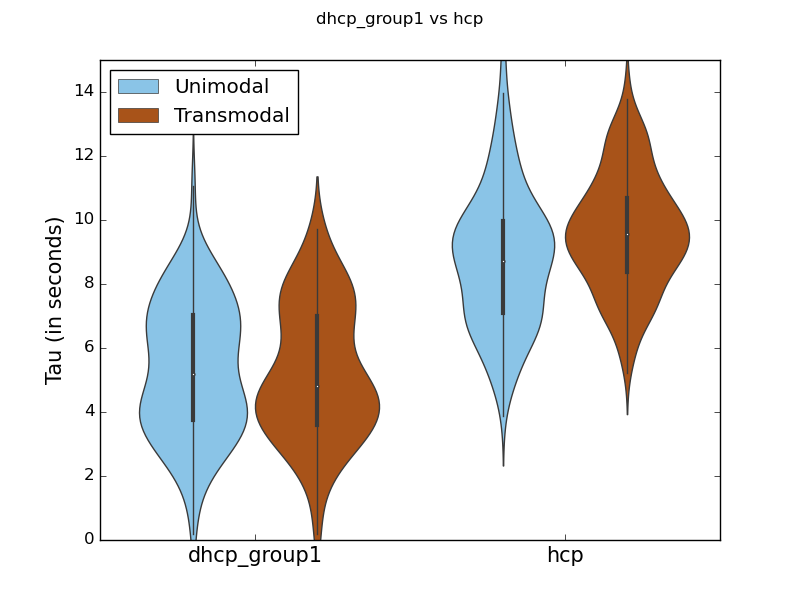 dhcp_group1 vs hcp
Unimodal
Transmodal
Tau (in seconds)
14
12
10
8
6
4
2
0
dhcp_group1
hcp